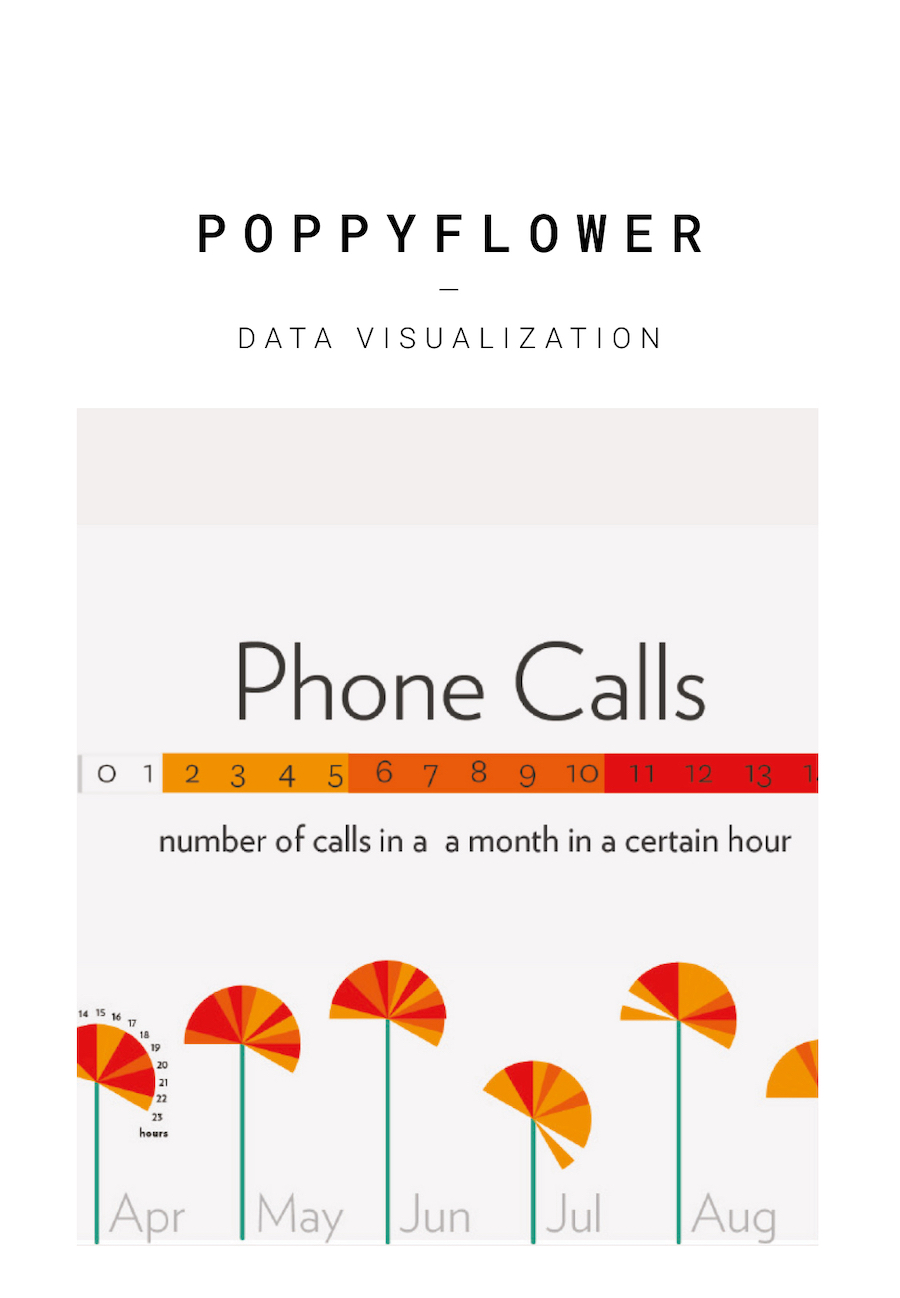 POPPYFLOWER
—
DATA VISUALIZATION
Phone Calls
0 1 2 3 4 5 6 7 8 9 10 11 12 13
number of calls in a a month in a certain hour
14 15 16 17
18
19
20
21
22
23
hours
Apr May Jun Jul Aug